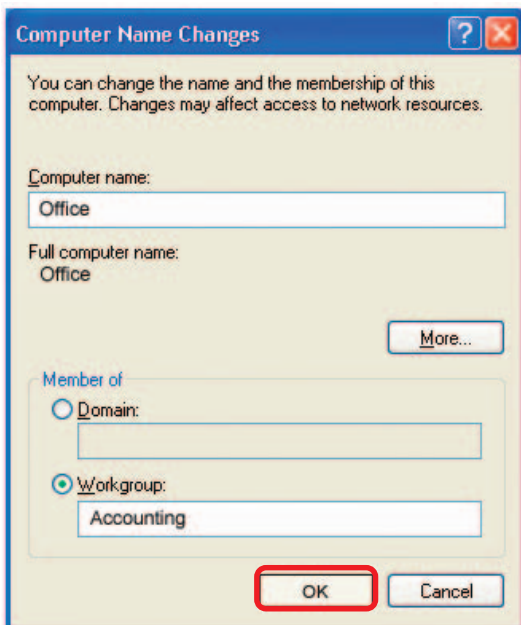 Computer Name Changes
?
You can change the name and the membership of this
computer. Changes may affect access to network resources.
Computer name:
Office
Full computer name:
Office
More...
Member of
Domain:
Workgroup:
Accounting
OK Cancel